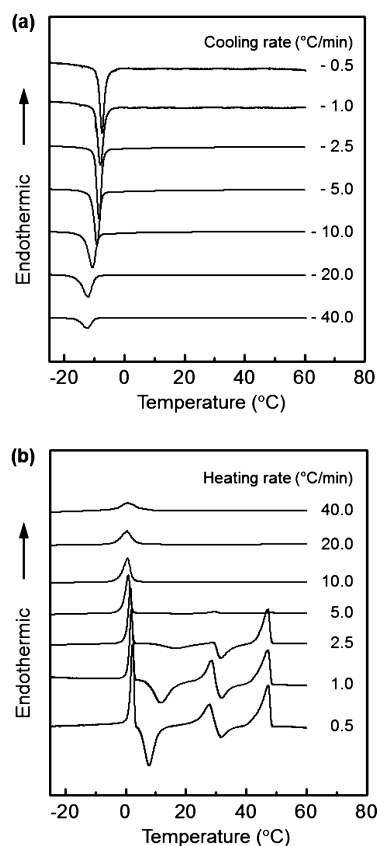 (a)
Cooling rate (°C/min)
- 0.5
- 1.0
- 2.5
- 5.0
- 10.0
- 20.0
- 40.0
Endothermic
-20 0 20 40 60 80
Temperature (°C)
(b)
Heating rate (°C/min)
40.0
20.0
10.0
5.0
2.5
1.0
0.5
Endothermic
-20 0 20 40 60 80
Temperature (°C)